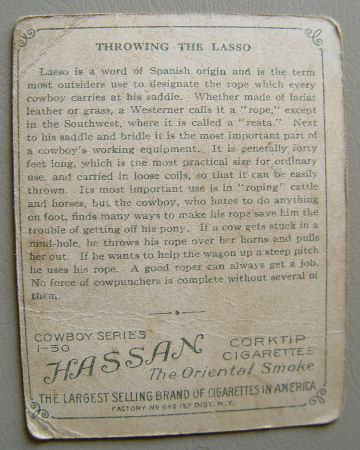 THROWING THE LASSO
Lasso is a word of Spanish origin and is the term
most outsiders use to designate the rope which every
cowboy carries at his saddle. Whether made of lariat
leather or grass, a Westerner calls it a "rope," except
in the Southwest, where it is called a "reata." Next
to his saddle and bridle it is the most important part of
a cowboy's working equipment. It is generally forty
feet long, which is the most practical size for ordinary
use, and carried in loose coils, so that it can be easily
thrown. Its most important use is in "roping" cattle
and horses, but the cowboy, who hates to do anything
on foot, finds many ways to make his rope save him the
trouble of getting off his pony. If a cow gets stuck in a
mud-hole, he throws his rope over her horns and pulls
her out. If he wants to help the wagon up a steep pitch
he uses his rope. A good roper can always get a job.
No force of cowpunchers is complete without several of
them.
COWBOY SERIES
1-50
HASSAN
CORKTIP
CIGARETTES
The Oriental Smoke
THE LARGEST SELLING BRAND OF CIGARETTES IN AMERICA
FACTORY No 649 1ST DIST. N.Y.